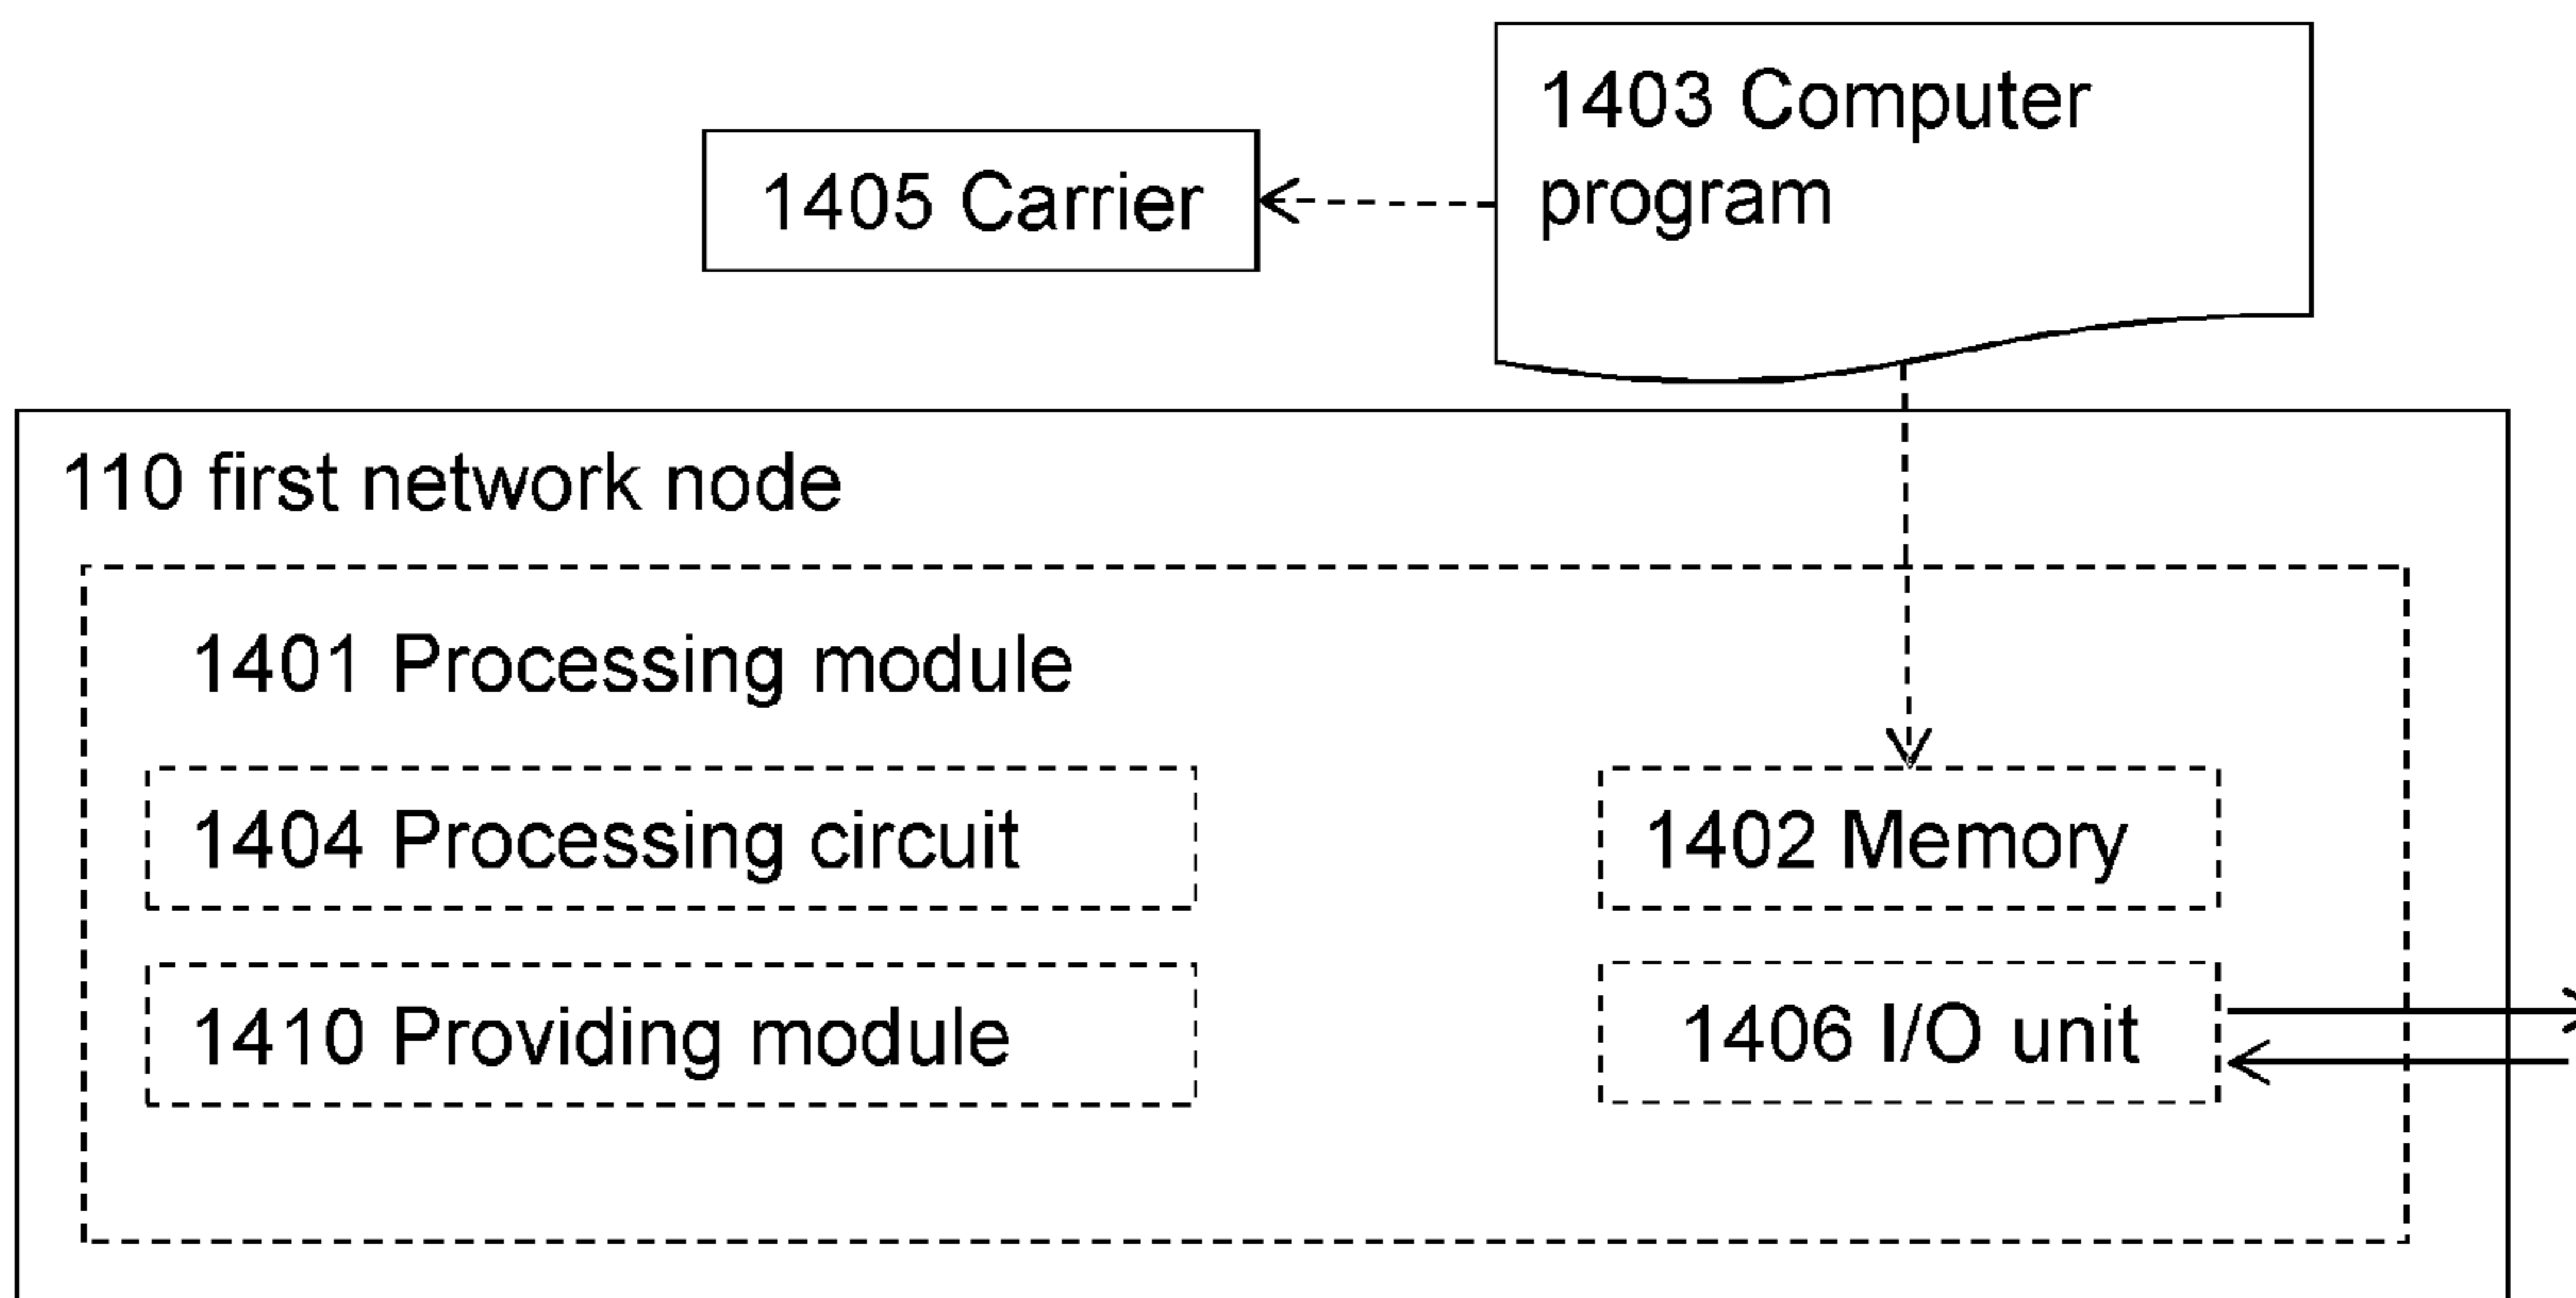 1403 Computer
program
1405 Carrier
110 first network node
1401 Processing module
1404 Processing circuit
1402 Memory
1410 Providing module
1406 I/O unit